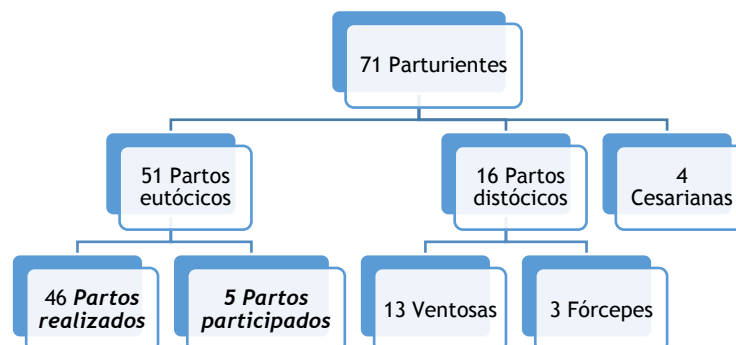 71 Parturientes
51 Partos
eutócicos
16 Partos
distócicos
4
Cesarianas
46 Partos
realizados
5 Partos
participados
13 Ventosas
3 Fórcepes